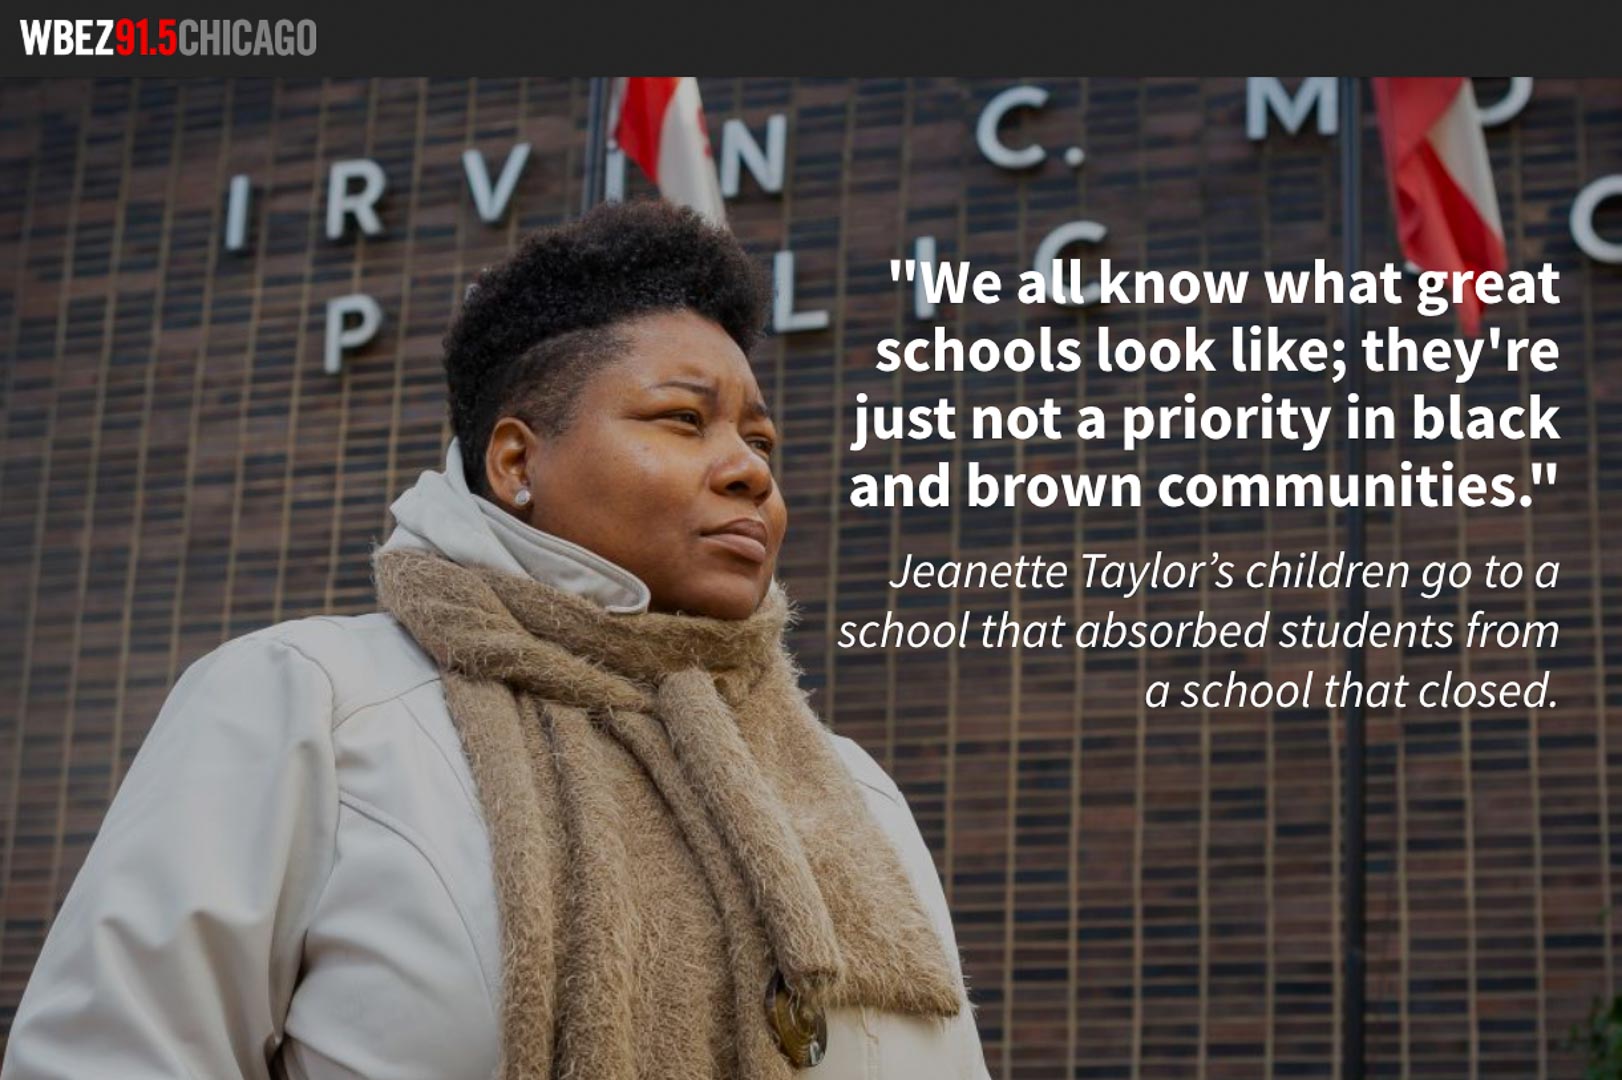 WBEZ91.5CHICAGO
IRVIN C. MO
C
"We all know what great
schools look like; they're
just not a priority in black
and brown communities."
Jeanette Taylor’s children go to a
school that absorbed students from
a school that closed.